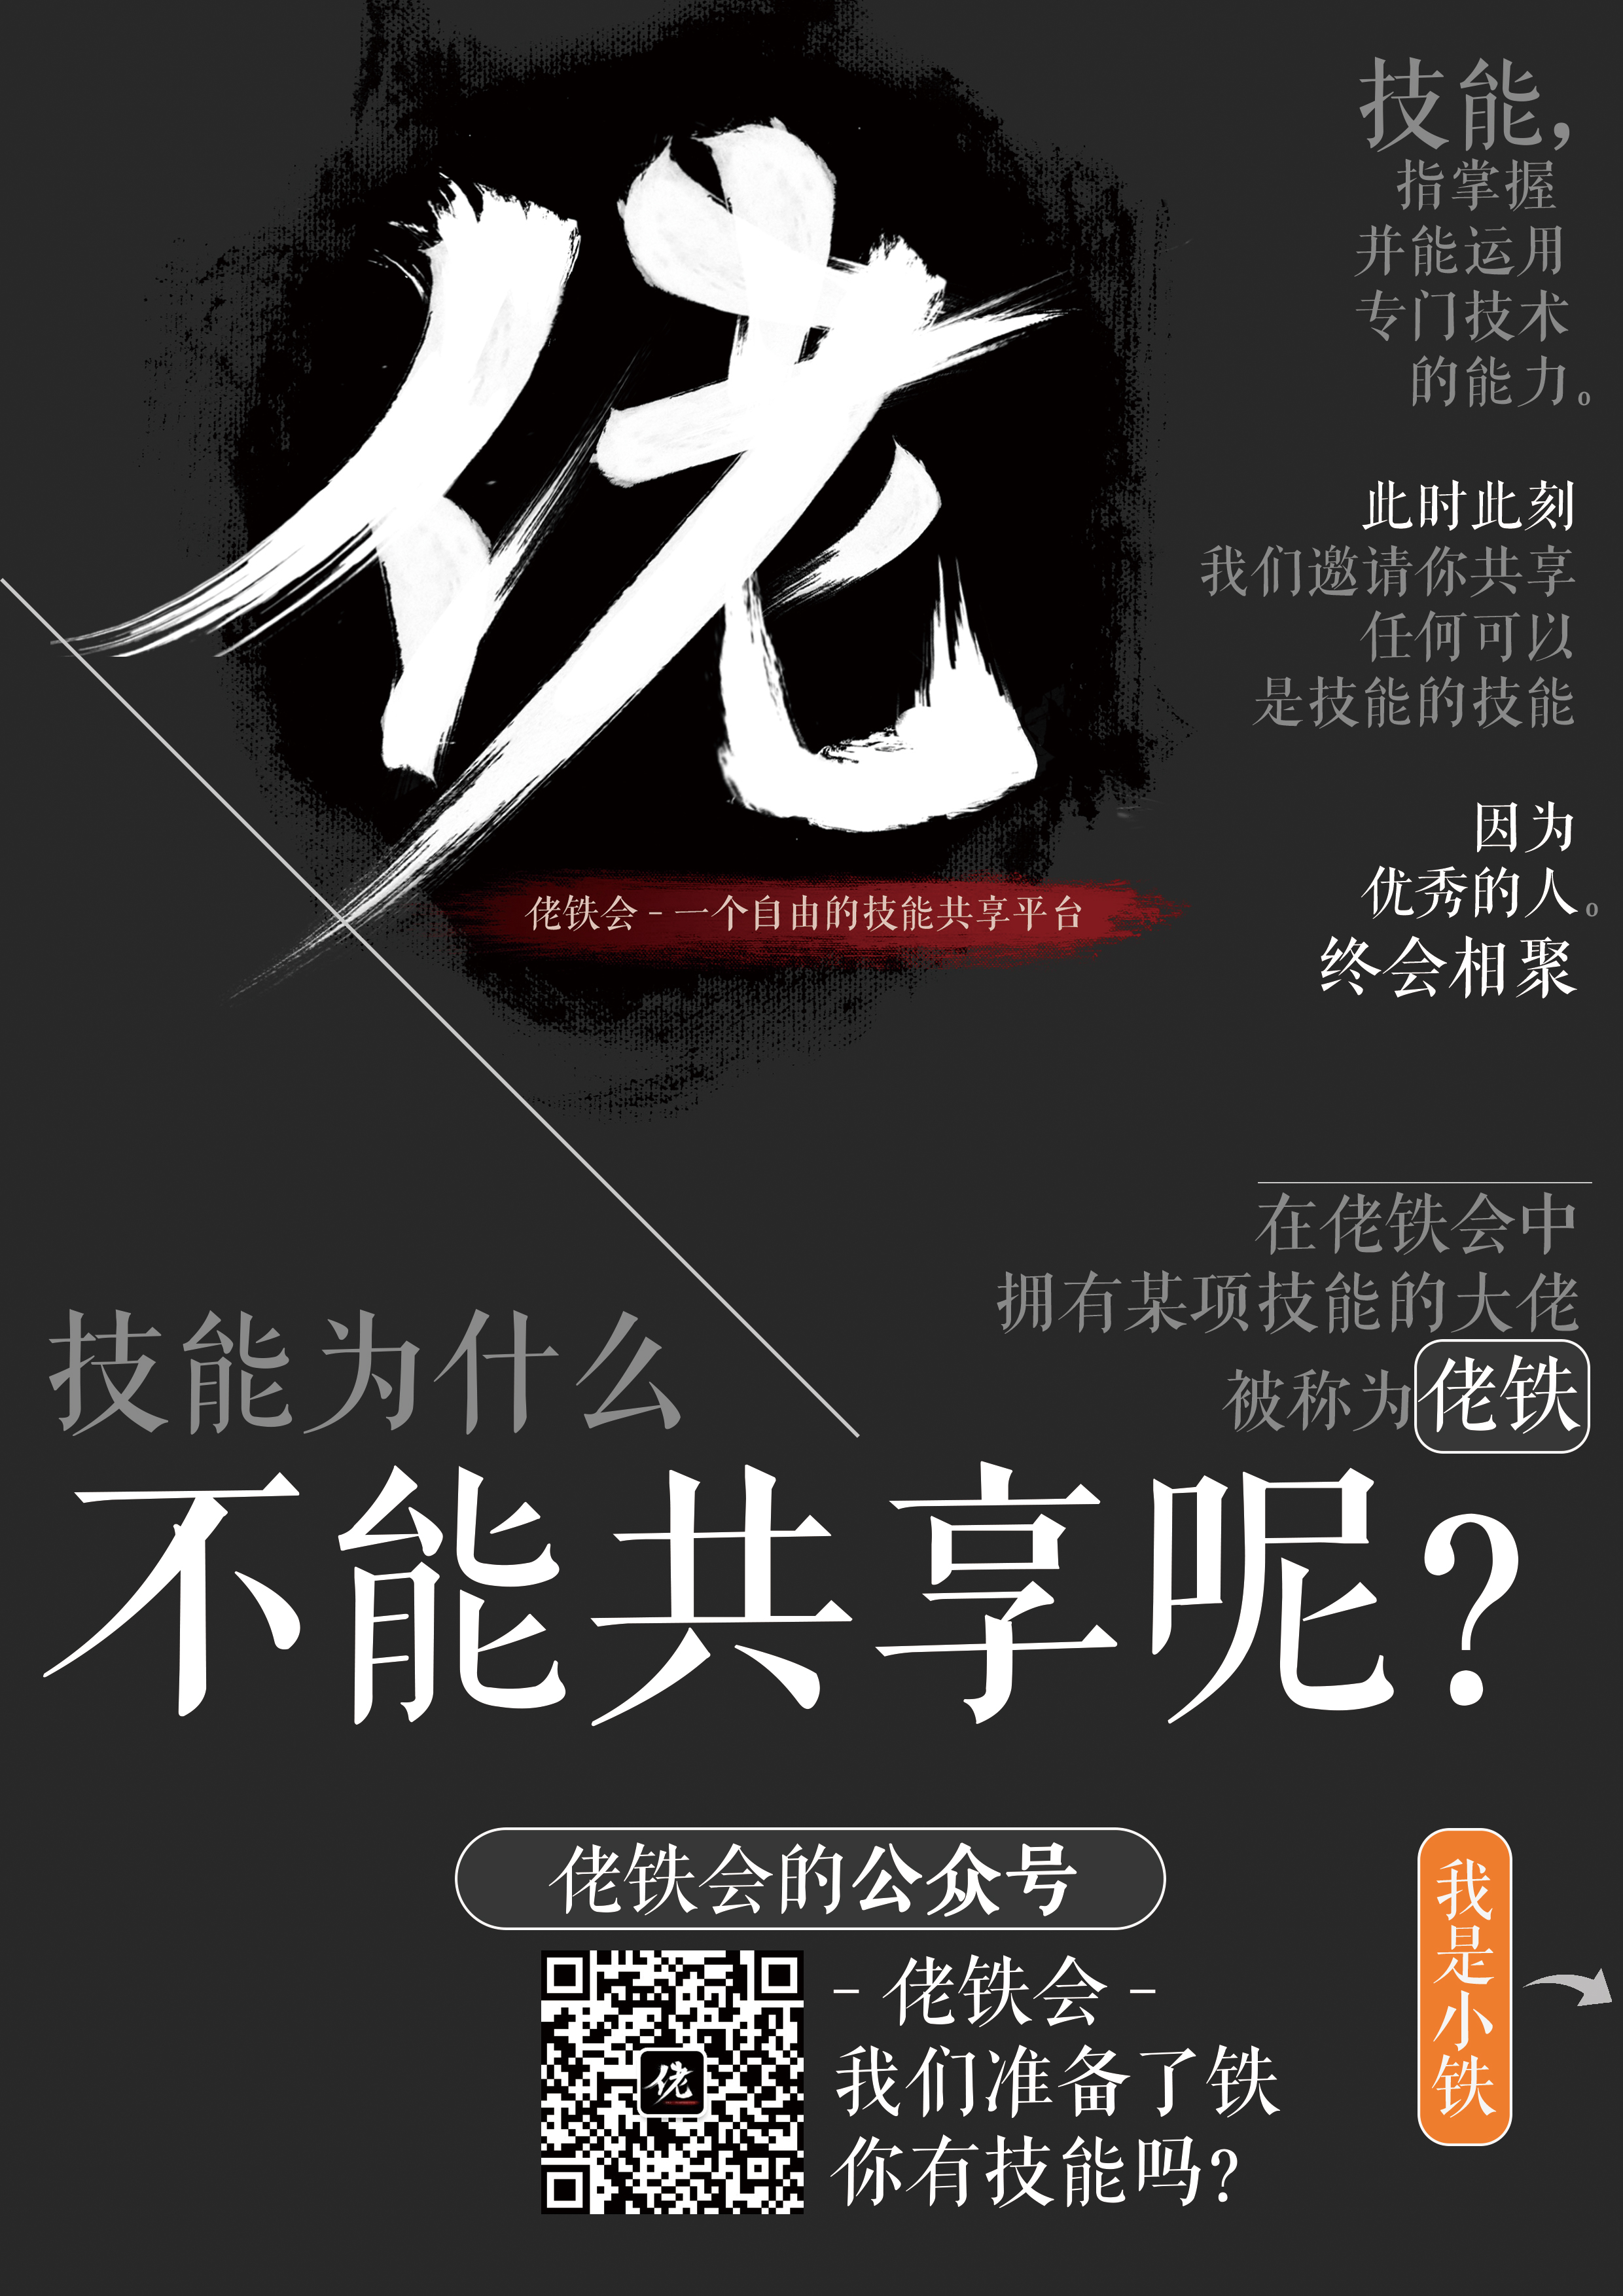 佬
佬铁会-一个自由的技能共享平台
技能，
指掌握
并能运用
专门技术
的能力。
此时此刻
我们邀请你共享
任何可以
是技能的技能
因为
优秀的人。
终会相聚
在佬铁会中
拥有某项技能的大佬
被称为佬铁
技能为什么
不能共享呢？
佬铁会的公众号
佬
- 佬铁会 -
我们准备了铁
你有技能吗？
我是小铁